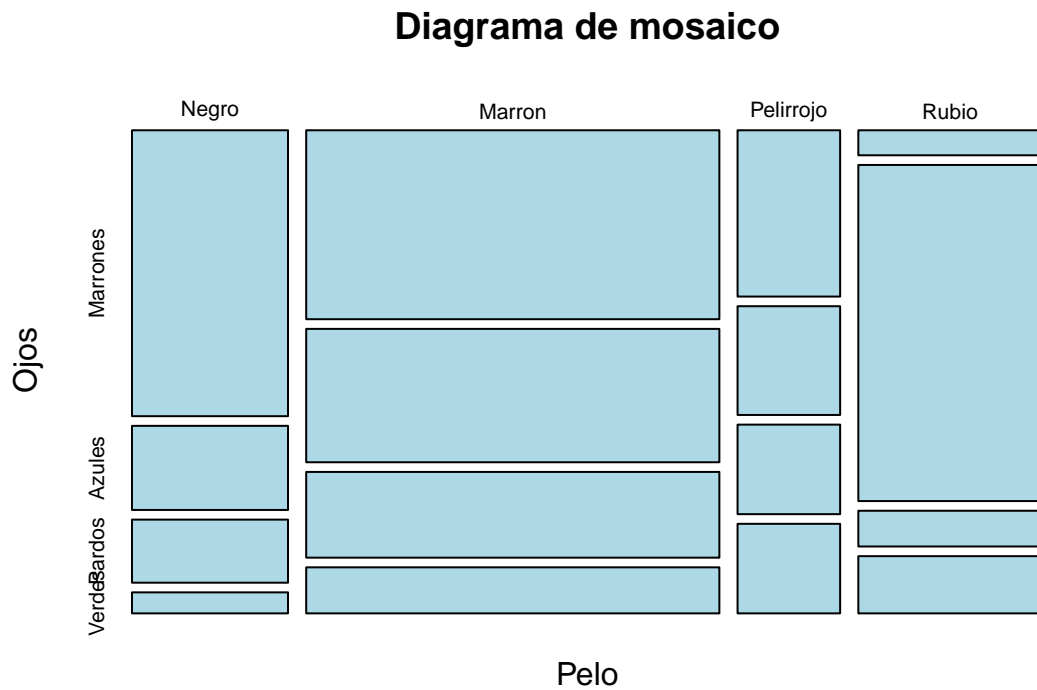 Diagrama de mosaico
Negro
Marron
Pelirrojo
Rubio
Marrones
Azules
Pardos
Verdes
Ojos
Pelo